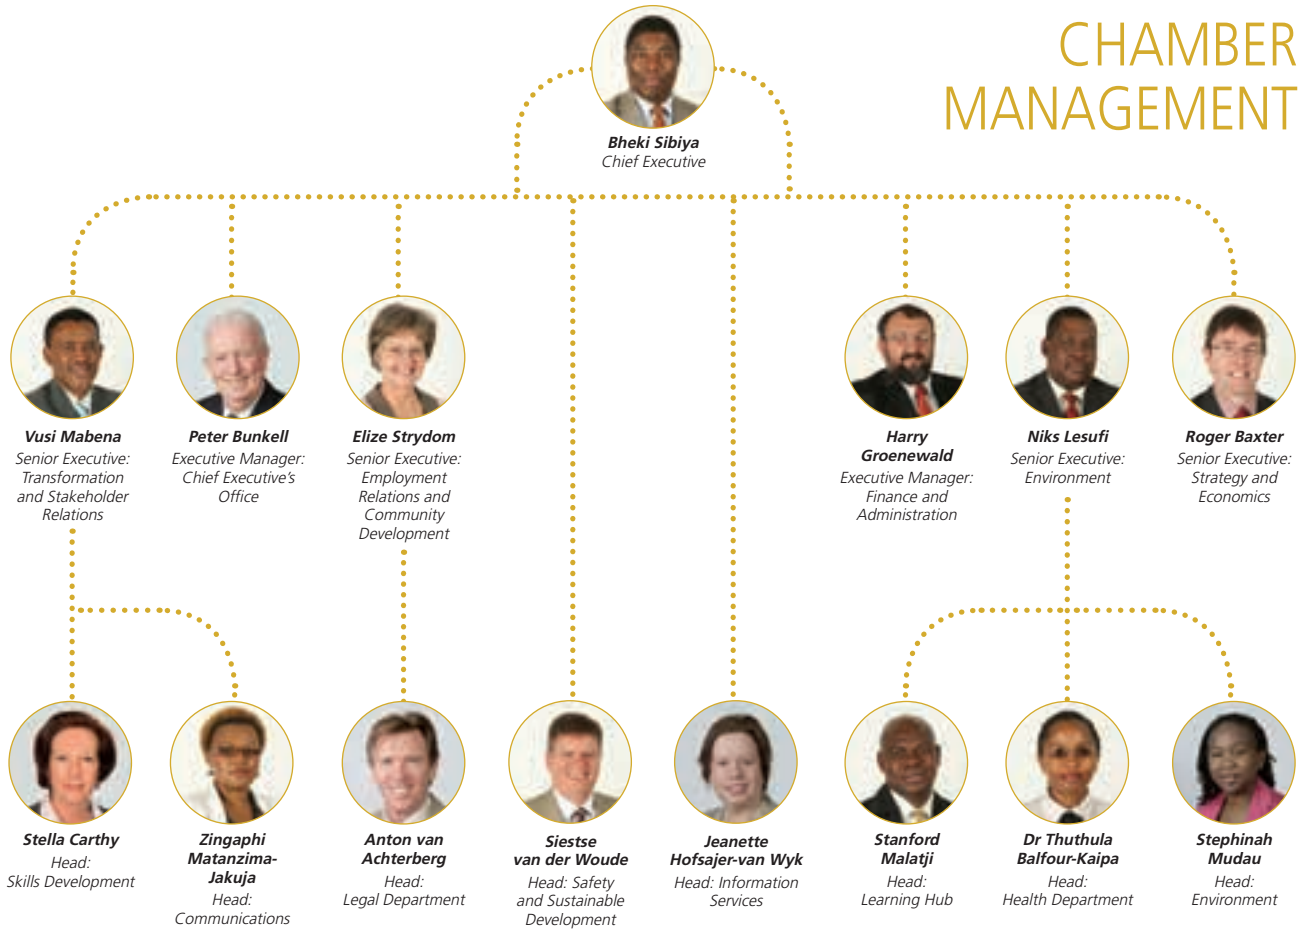 CHAMBER
MANAGEMENT
Bheki Sibiya
Chief Executive
Vusi Mabena
Senior Executive:
Transformation
and Stakeholder
Relations
Peter Bunkell
Executive Manager:
Chief Executive's
Office
Elize Strydom
Senior Executive:
Employment
Relations and
Community
Development
Harry
Groenewald
Executive Manager:
Finance and
Administration
Niks Lesufi
Senior Executive:
Environment
Roger Baxter
Senior Executive:
Strategy and
Economics
Stella Carthy
Head:
Skills Development
Zingaphi
Matanzima-
Jakuja
Head:
Communications
Anton van
Achterberg
Head:
Legal Department
Siestse
van der Woude
Head: Safety
and Sustainable
Development
Jeanette
Hofsajer-van Wyk
Head: Information
Services
Stanford
Malatji
Head:
Learning Hub
Dr Thuthula
Balfour-Kaipa
Head:
Health Department
Stephinah
Mudau
Head:
Environment